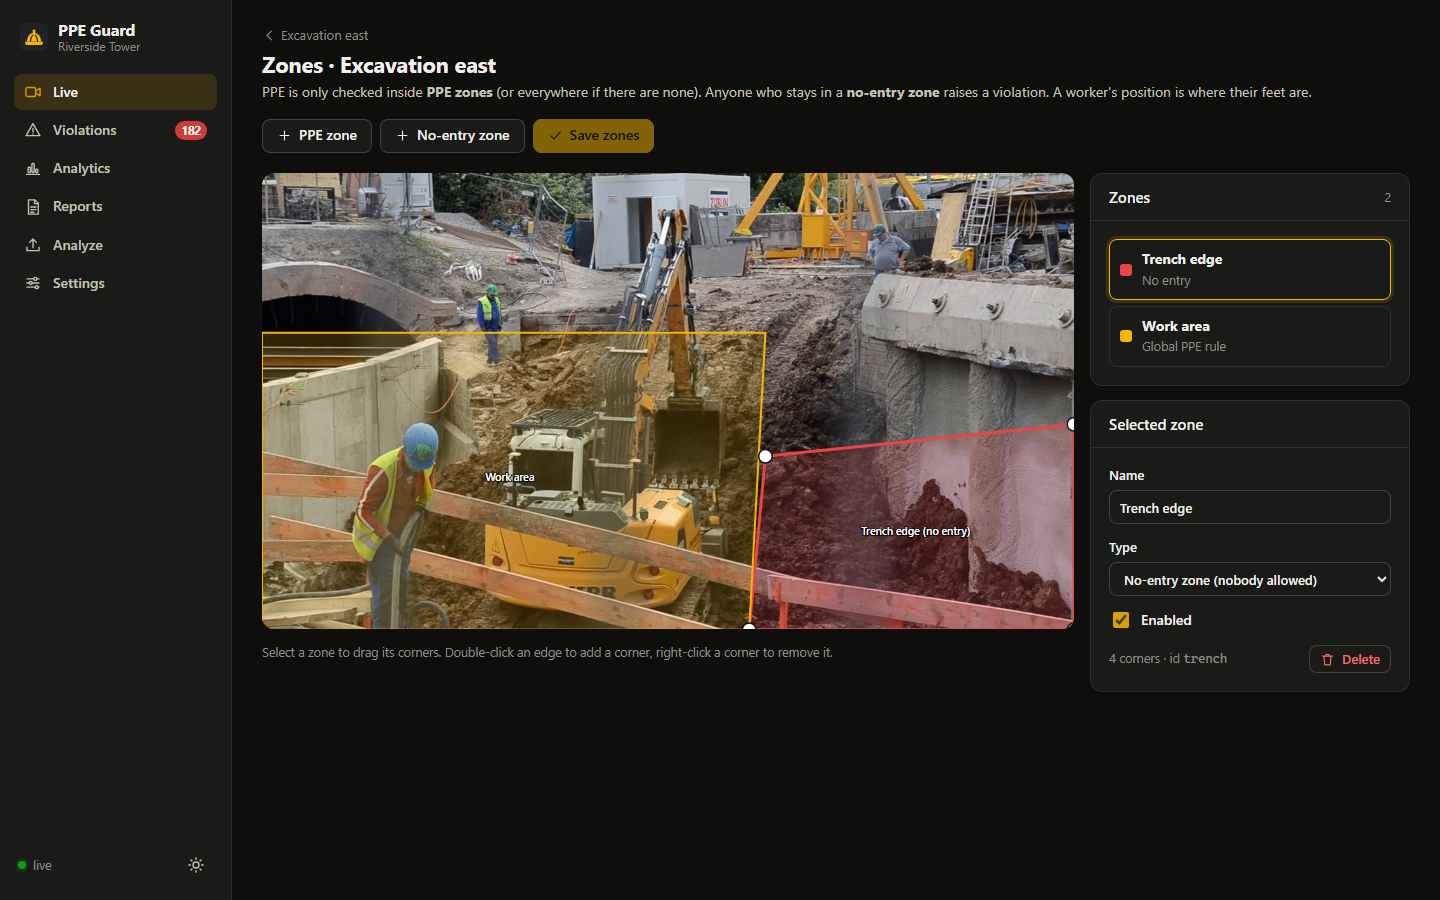 PPE Guard
Riverside Tower
Live
Violations 182
Analytics
Reports
Analyze
Settings
live
Excavation east
Zones · Excavation east
PPE is only checked inside PPE zones (or everywhere if there are none). Anyone who stays in a no-entry zone raises a violation. A worker's position is where their feet are.
PPE zone
No-entry zone
Save zones
Work area
Trench edge (no entry)
Select a zone to drag its corners. Double-click an edge to add a corner, right-click a corner to remove it.
Zones 2
Trench edge
No entry
Work area
Global PPE rule
Selected zone
Name
Trench edge
Type
No-entry zone (nobody allowed)
Enabled
4 corners · id trench
Delete